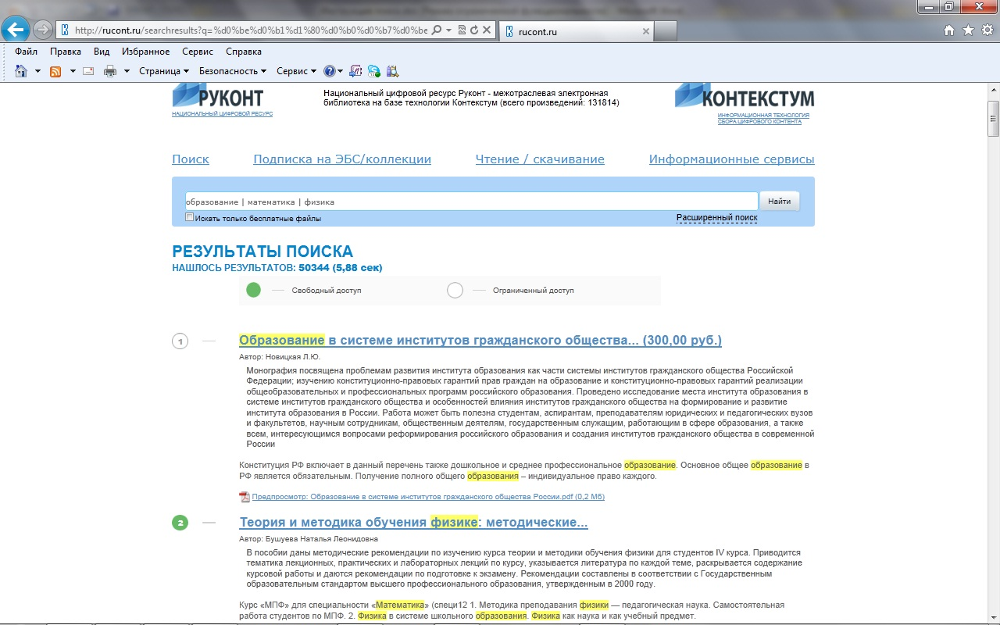 http://rucont.ru/searchresults?q=%d0%be%d0%b1%d1%80%d0%b0%d0%b7%d0%be
rucont.ru
Файл Правка Вид Избранное Сервис Справка
Страница Безопасность Сервис
РУКОНТ
НАЦИОНАЛЬНЫЙ ЦИФРОВОЙ РЕСУРС
Национальный цифровой ресурс Руконт - межотраслевая электронная
библиотека на базе технологии Контекстум (всего произведений: 131814)
КОНТЕКСТУМ
ИНФОРМАЦИОННАЯ ТЕХНОЛОГИЯ
СБОРА ЦИФРОВОГО КОНТЕНТА
Поиск Подписка на ЭБС/коллекции Чтение / скачивание Информационные сервисы
образование | математика | физика
Найти
Искать только бесплатные файлы
Расширенный поиск
РЕЗУЛЬТАТЫ ПОИСКА
НАШЛОСЬ РЕЗУЛЬТАТОВ: 50344 (5,88 сек)
Свободный доступ Ограниченный доступ
1 Образование в системе институтов гражданского общества... (300,00 руб.)
Автор: Новицкая Л.Ю.
Монография посвящена проблемам развития института образования как части системы институтов гражданского общества Российской
Федерации; изучению конституционно-правовых гарантий прав граждан на образование и конституционно-правовых гарантий реализации
общеобразовательных и профессиональных программ российского образования. Проведено исследование места института образования в
системе институтов гражданского общества и особенностей влияния институтов гражданского общества на формирование и развитие
института образования в России. Работа может быть полезна студентам, аспирантам, преподавателям юридических и педагогических вузов
и факультетов, научным сотрудникам, общественным деятелям, государственным служащим, работающим в сфере образования, а также
всем, интересующимся вопросами реформирования российского образования и создания институтов гражданского общества в современной
России
Конституция РФ включает в данный перечень также дошкольное и среднее профессиональное образование. Основное общее образование в
РФ является обязательным. Получение полного общего образования – индивидуальное право каждого.
Предпросмотр: Образование в системе институтов гражданского общества России.pdf (0,2 Мб)
2 Теория и методика обучения физике: методические...
Автор: Бушуева Наталья Леонидовна
В пособии даны методические рекомендации по изучению курса теории и методики обучения физики для студентов IV курса. Приводится
тематика лекционных, практических и лабораторных лекций по курсу, указывается литература по каждой теме, раскрывается содержание
курсовой работы и даются рекомендации по подготовке к экзамену. Рекомендации составлены в соответствии с Государственным
образовательным стандартом высшего профессионального образования, утвержденным в 2000 году.
Курс «МПФ» для специальности «Математика» (специ12 1. Методика преподавания физики — педагогическая наука. Самостоятельная
работа студентов по МПФ. 2. Физика в системе школьного образования. Физика как наука и как учебный предмет.